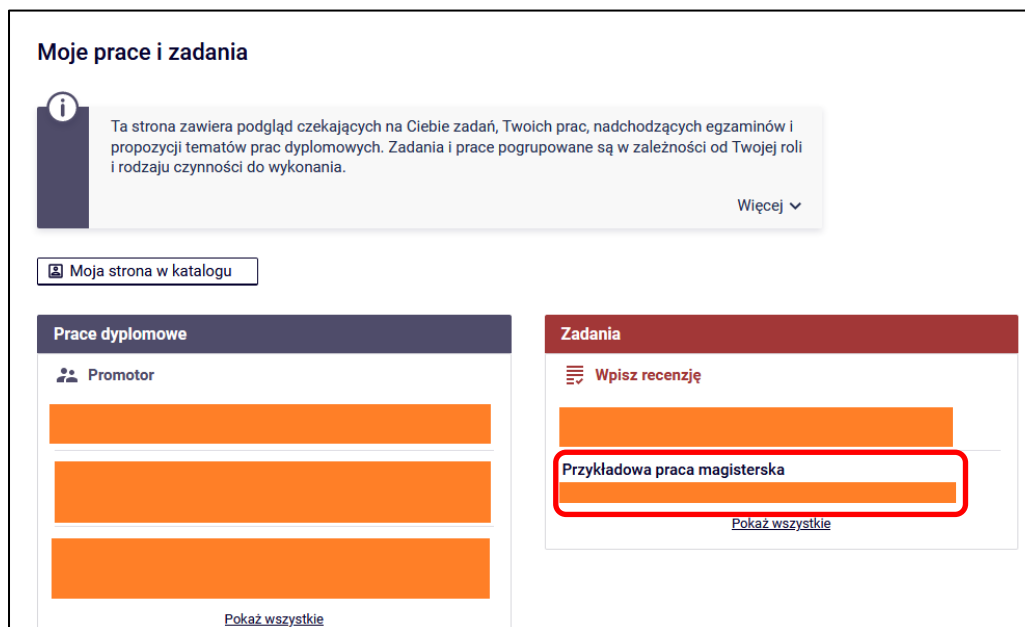 Moje prace i zadania
Ta strona zawiera podgląd czekających na Ciebie zadań, Twoich prac, nadchodzących egzaminów i
propozycji tematów prac dyplomowych. Zadania i prace pogrupowane są w zależności od Twojej roli
i rodzaju czynności do wykonania.
Więcej
Moja strona w katalogu
Prace dyplomowe
Promotor
Pokaż wszystkie
Zadania
Wpisz recenzję
Przykładowa praca magisterska
Pokaż wszystkie